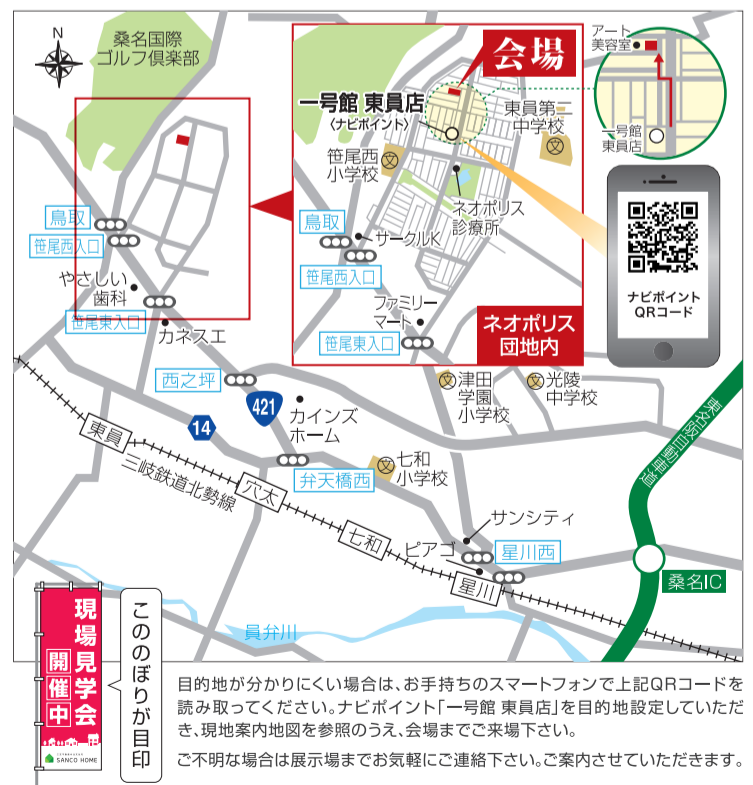 N
桑名国際
ゴルフ倶楽部
会場
一号館 東員店
〈ナビポイント〉
東員第二
中学校
文
笹尾西
小学校
文
ネオポリス
診療所
鳥取
サークルK
笹尾西入口
ファミリー
マート
笹尾東入口
ネオポリス
団地内
アート
美容室
一号館
東員店
ナビポイント
QRコード
鳥取
笹尾西入口
やさしい
歯科
笹尾東入口
カネスエ
西之坪
421
14
カインズ
ホーム
文
津田
学園
小学校
文
光陵
中学校
東名阪自動車道
東員
三岐鉄道北勢線
穴太
弁天橋西
文
七和
小学校
七和
サンシティ
ピアゴ
星川西
星川
桑名IC
員弁川
現場見学会
開催中
SANCO HOME
こののぼりが目印
目的地が分かりにくい場合は、お手持ちのスマートフォンで上記QRコードを
読み取ってください。ナビポイント「一号館 東員店」を目的地設定していただ
き、現地案内地図を参照のうえ、会場までご来場下さい。
ご不明な場合は展示場までお気軽にご連絡下さい。ご案内させていただきます。